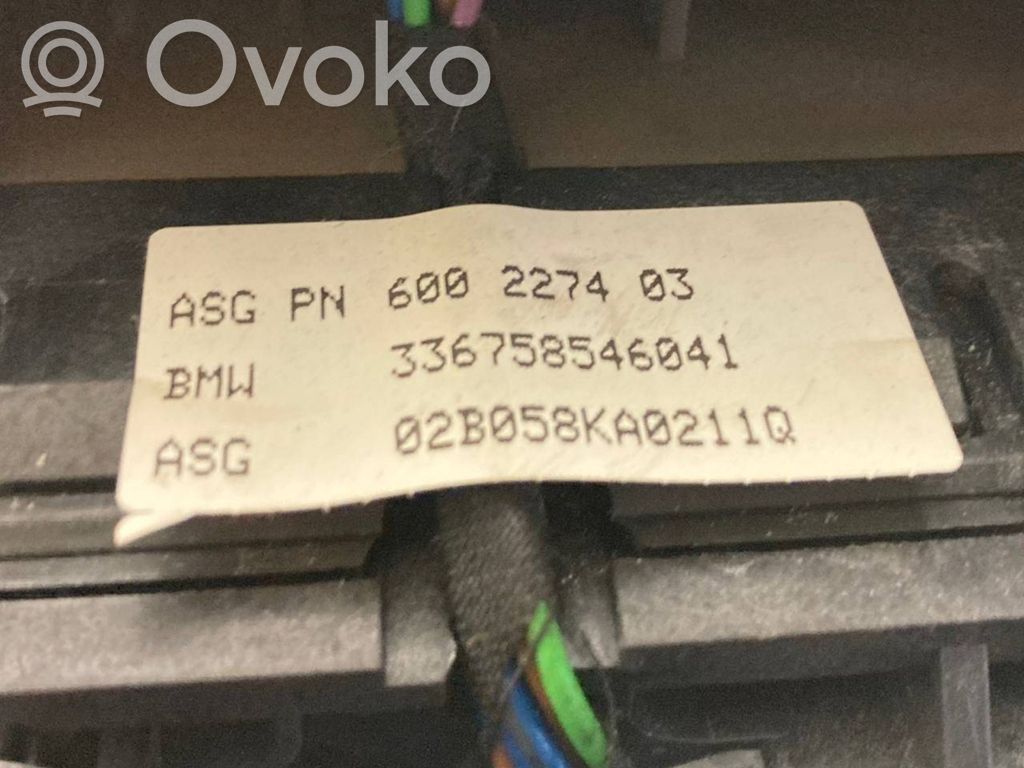 Ovoko
ASG PN 600 2274 03
BMW 336758546041
ASG 02B058KA0211Q